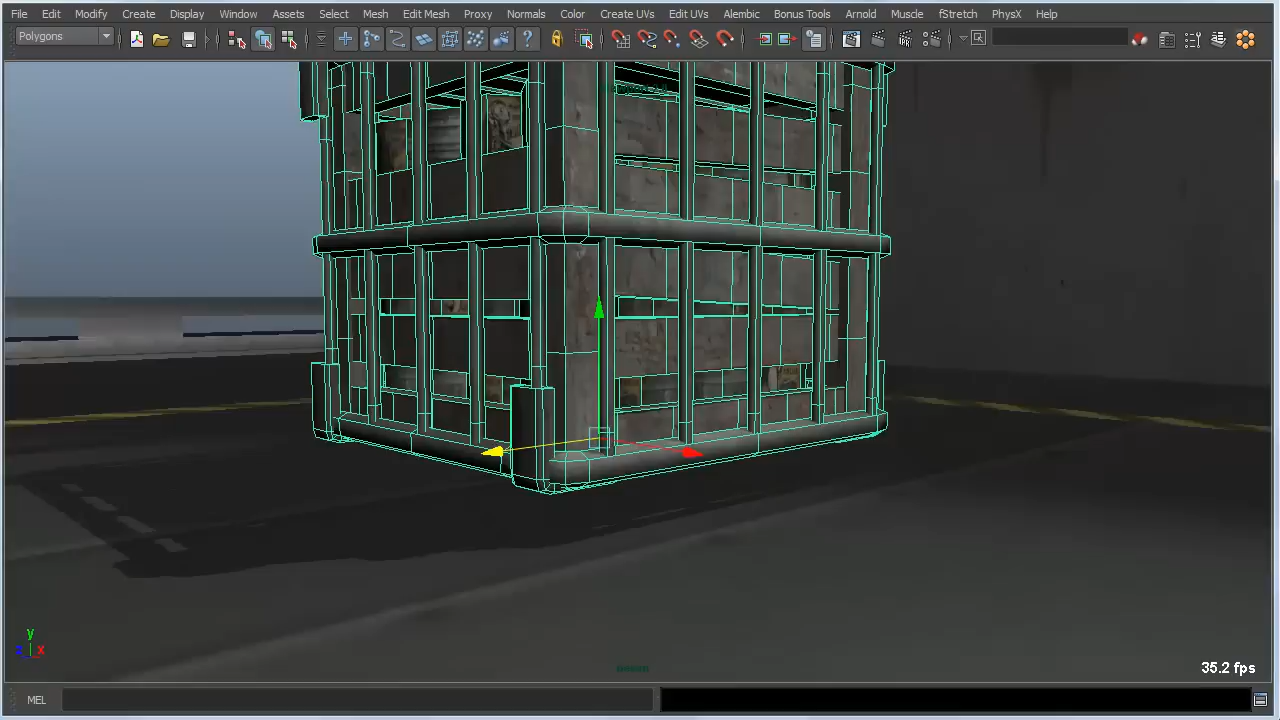 File Edit Modify Create Display Window Assets Select Mesh Edit Mesh Proxy Normals Color Create UVs Edit UVs Alembic Bonus Tools Arnold Muscle fStretch PhysX Help
Polygons
y
z x
35.2 fps
MEL